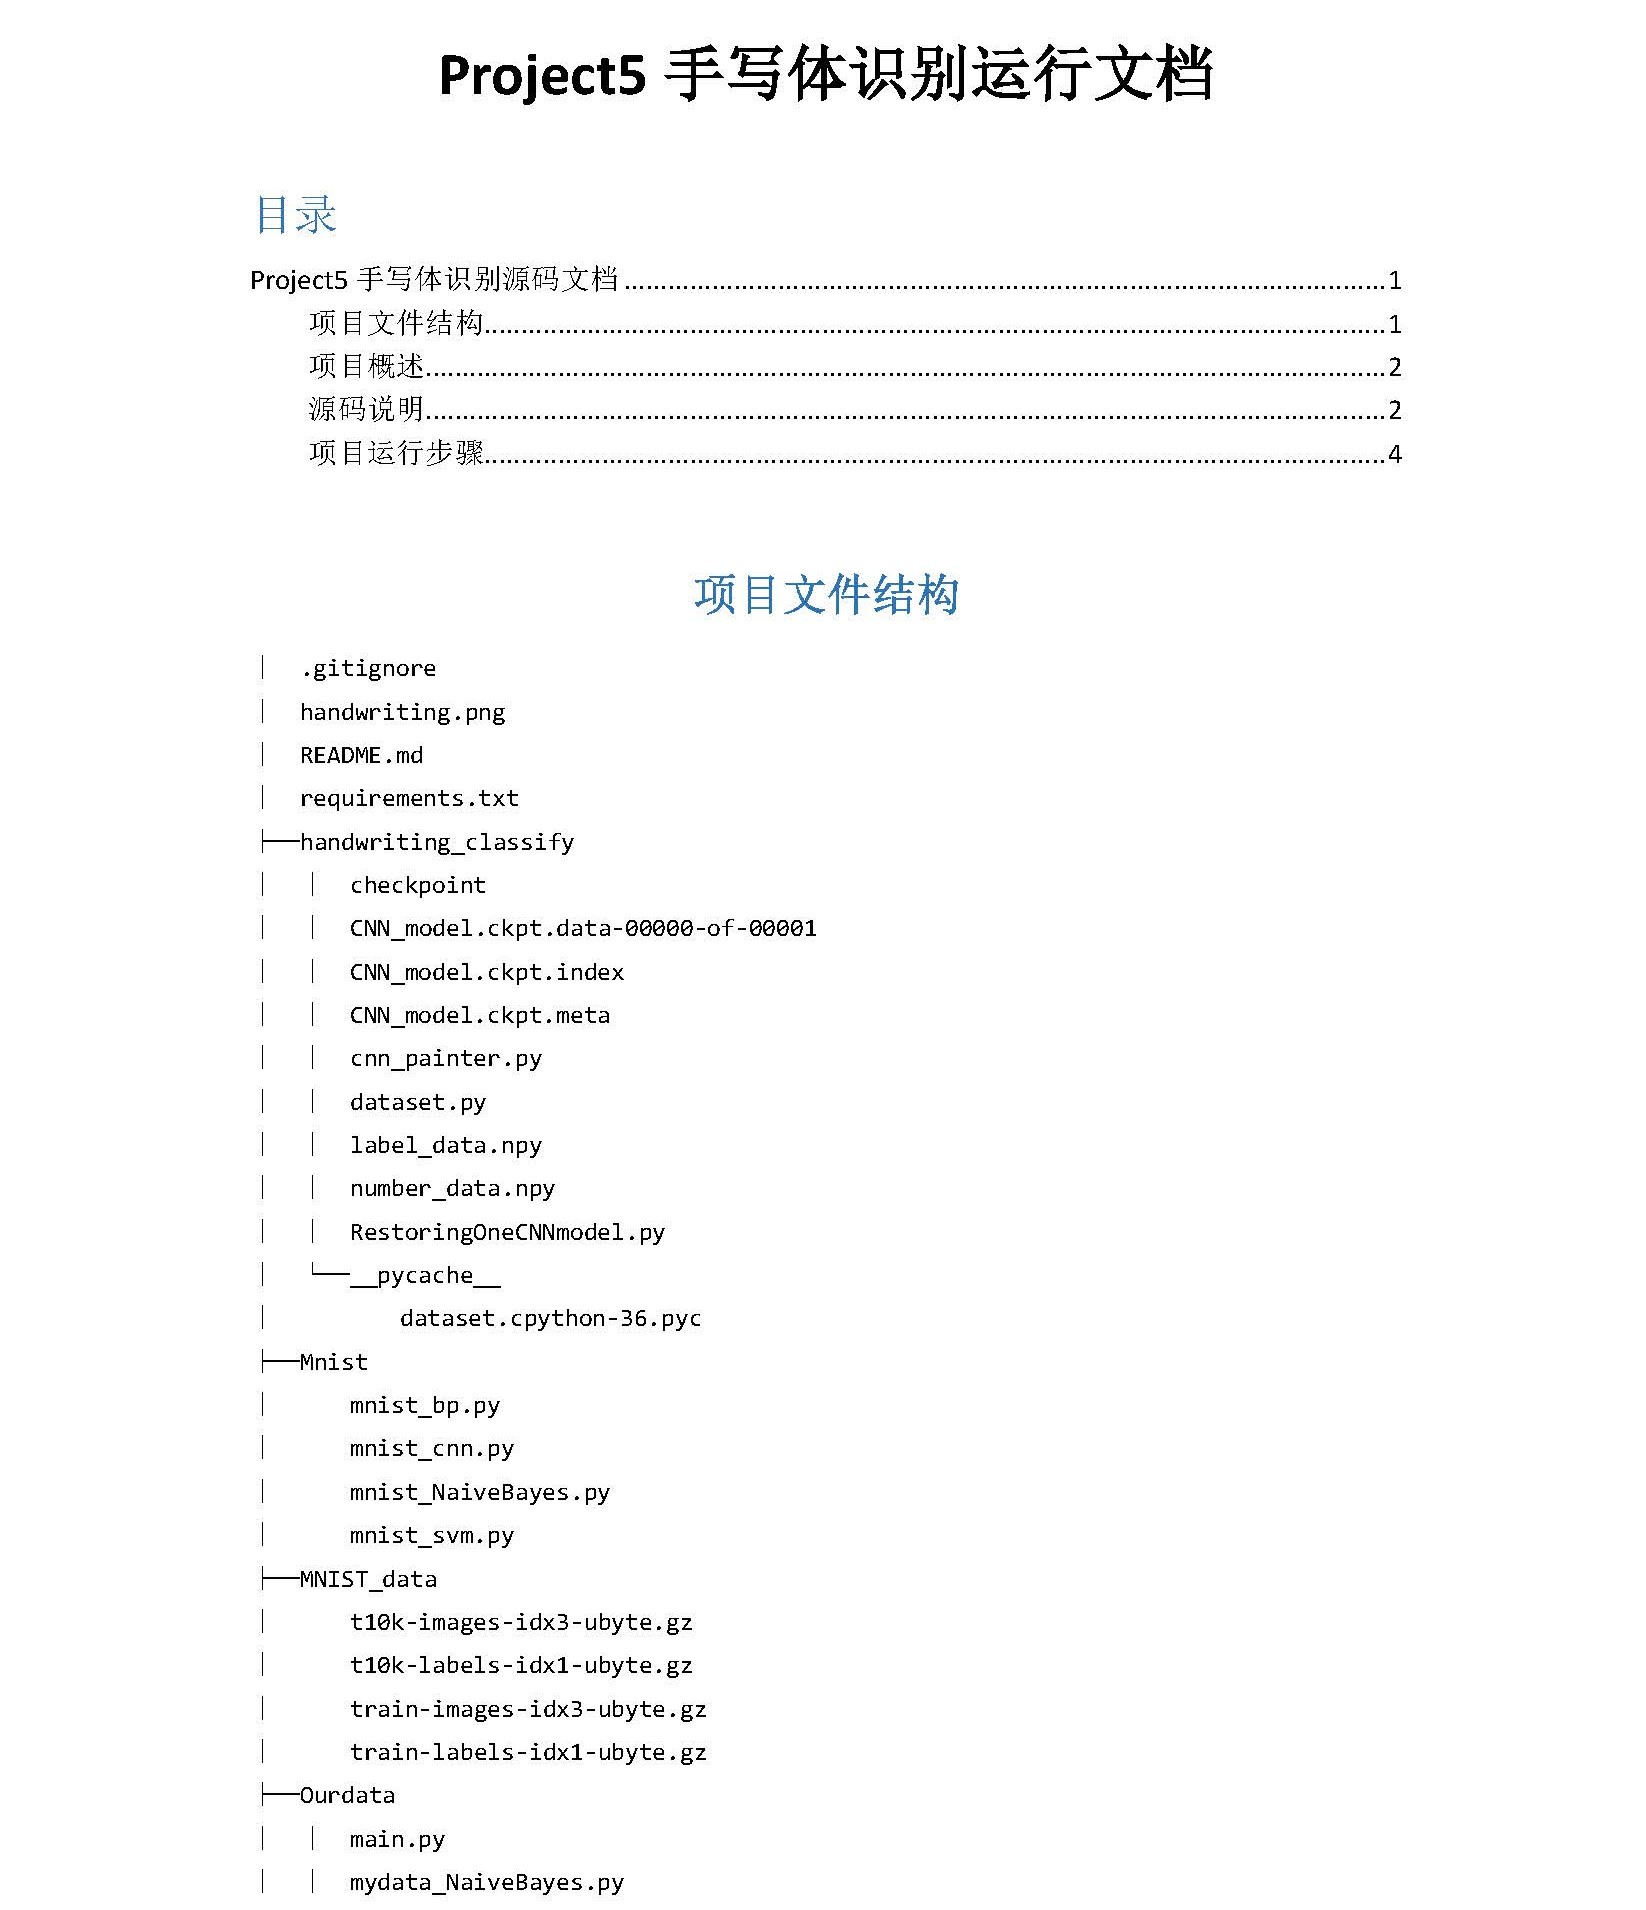 Project5 手写体识别运行文档
目录
Project5 手写体识别源码文档........................................1
项目文件结构........................................1
项目概述........................................2
源码说明........................................2
项目运行步骤........................................4
项目文件结构
│  .gitignore
│  handwriting.png
│  README.md
│  requirements.txt
├──handwriting_classify
│  │  checkpoint
│  │  CNN_model.ckpt.data-00000-of-00001
│  │  CNN_model.ckpt.index
│  │  CNN_model.ckpt.meta
│  │  cnn_painter.py
│  │  dataset.py
│  │  label_data.npy
│  │  number_data.npy
│  │  RestoringOneCNNmodel.py
│  └──__pycache__
│        dataset.cpython-36.pyc
├──Mnist
│     mnist_bp.py
│     mnist_cnn.py
│     mnist_NaiveBayes.py
│     mnist_svm.py
├──MNIST_data
│     t10k-images-idx3-ubyte.gz
│     t10k-labels-idx1-ubyte.gz
│     train-images-idx3-ubyte.gz
│     train-labels-idx1-ubyte.gz
├──Ourdata
│  │  main.py
│  │  mydata_NaiveBayes.py